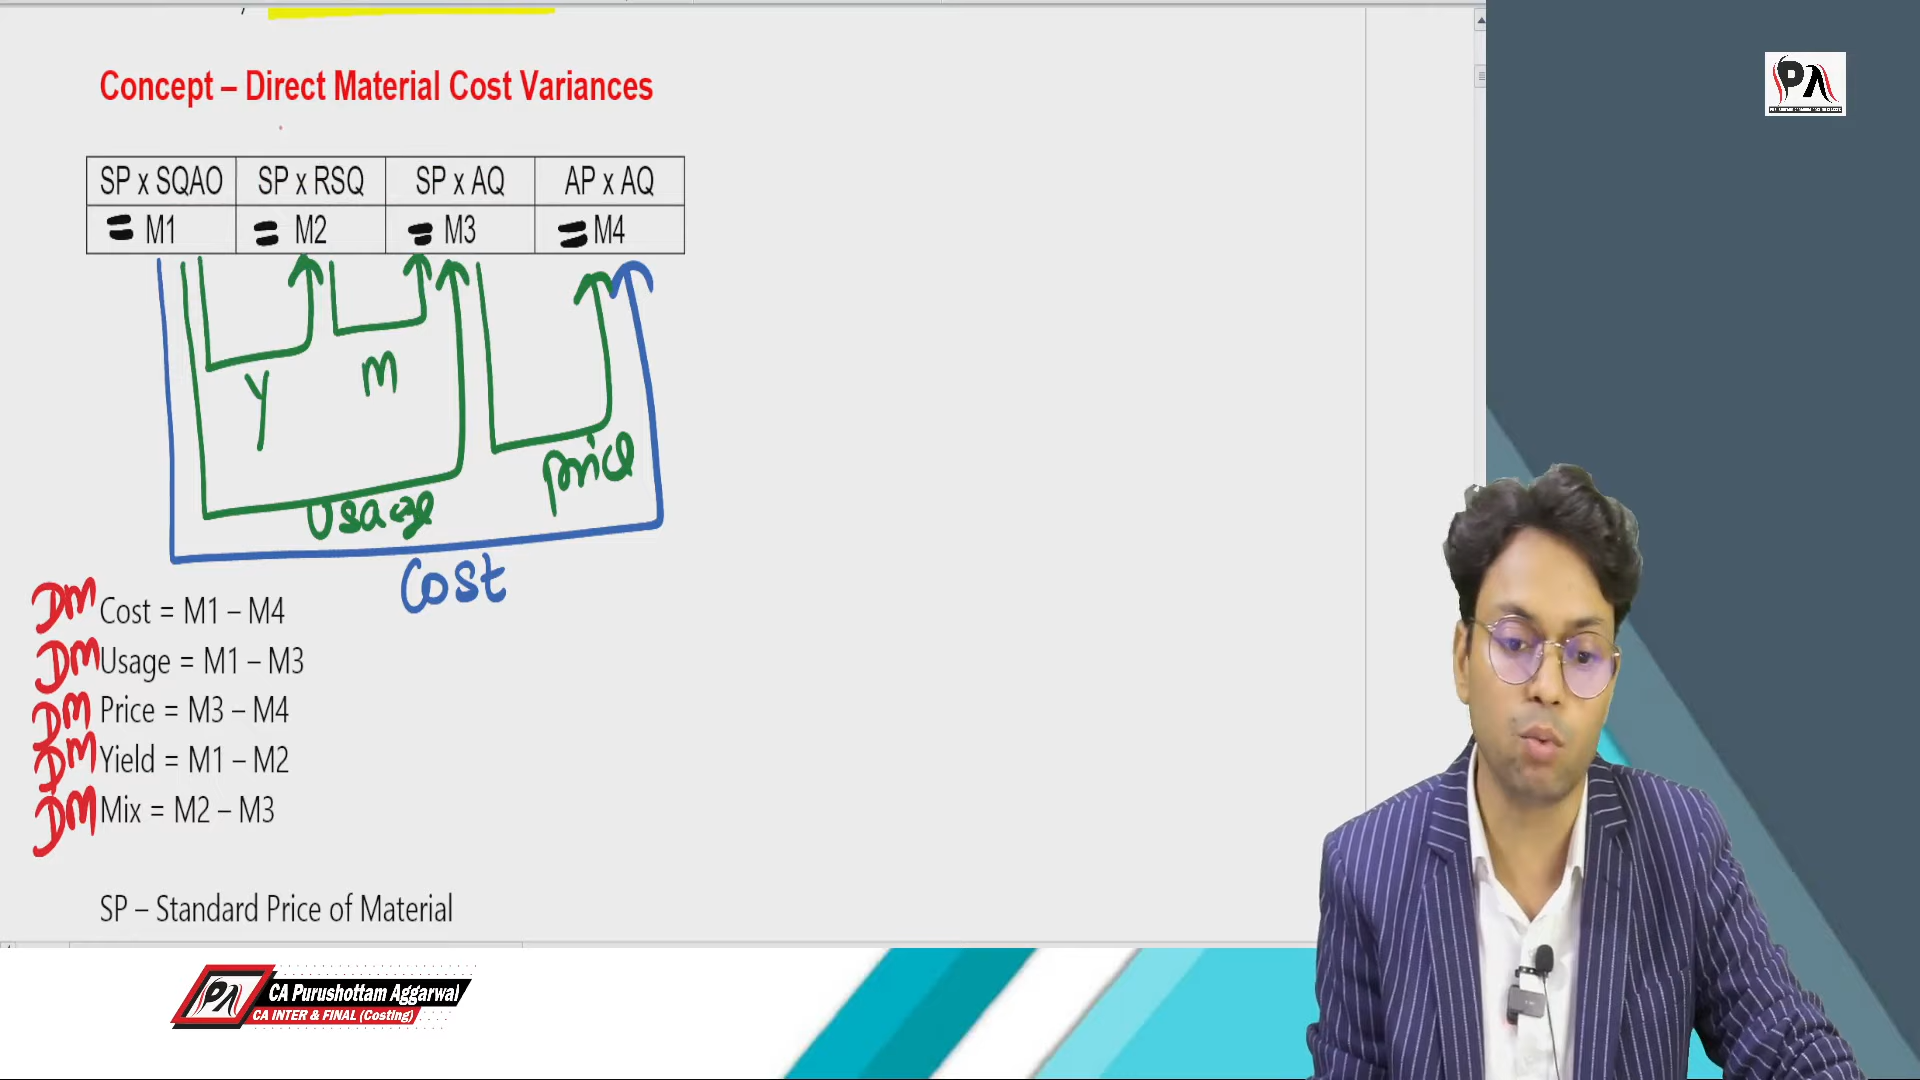 Concept – Direct Material Cost Variances
SP x SQAO SP x RSQ SP x AQ AP x AQ
= M1 = M2 = M3 = M4
Y
M
Usage
Price
Cost
DM Cost = M1 – M4
DM Usage = M1 – M3
DM Price = M3 – M4
DM Yield = M1 – M2
DM Mix = M2 – M3
SP – Standard Price of Material
PA
PA
CA Purushottam Aggarwal
CA INTER & FINAL (Costing)